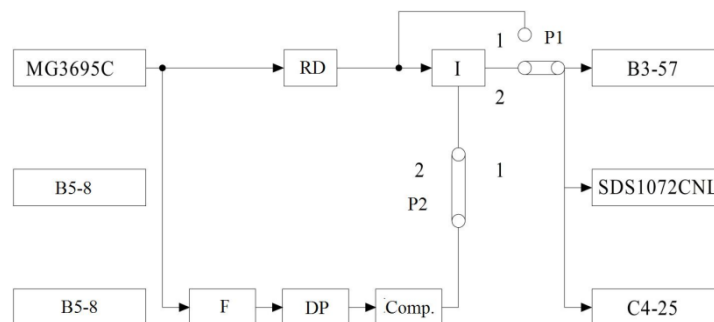 1
P1
MG3695C
RD
I
B3-57
2
B5-8
2
1
SDS1072CNL
P2
B5-8
F
DP
Comp.
C4-25